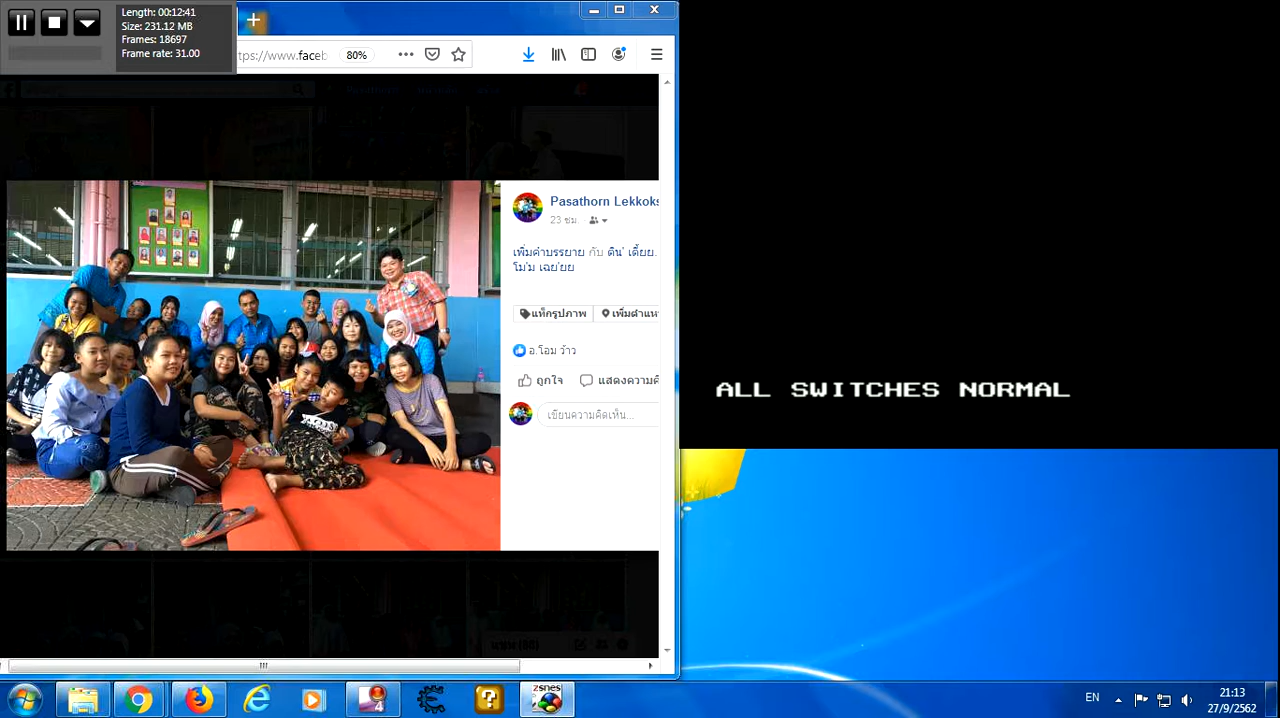 Length: 00:12:41
Size: 231.12 MB
Frames: 18697
Frame rate: 31.00
tps://www.faceb
80%
Pasathorn Lekkoks
23 ชม.
เพิ่มคำบรรยาย กับ ดิน' เดี้ยย.
โม'ม เฉย'ยย
แท็กรูปภาพ
เพิ่มตำแห
อ.โอม ว้าว
ถูกใจ
แสดงความคิ
เขียนความคิดเห็น...
ALL SWITCHES NORMAL
4
zsnes
EN
21:13
27/9/2562